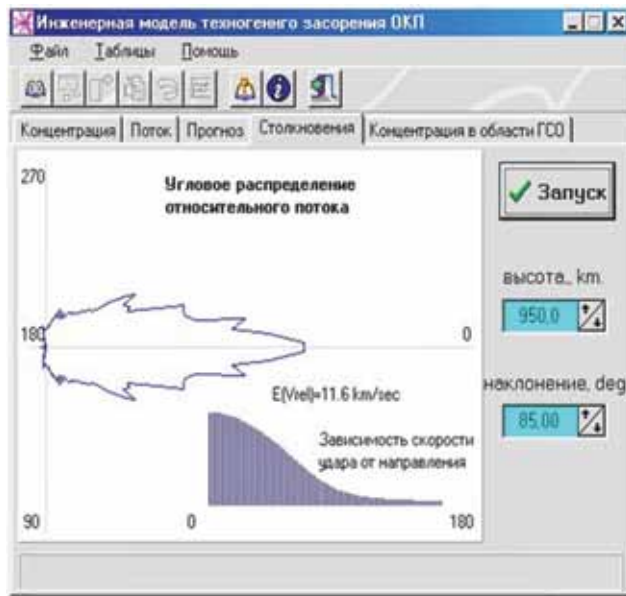 Инженерная модель техногеннго засорения ОКП
Файл Таблицы Помощь
Концентрация Поток Прогноз Столкновения Концентрация в области ГСО
270
Угловое распределение
относительного потока
Запуск
высота,, km.
950,0
180
0
наклонение, deg
85,00
E(Vrel)=11.6 km/sec
Зависимость скорости
удара от направления
90
0
180